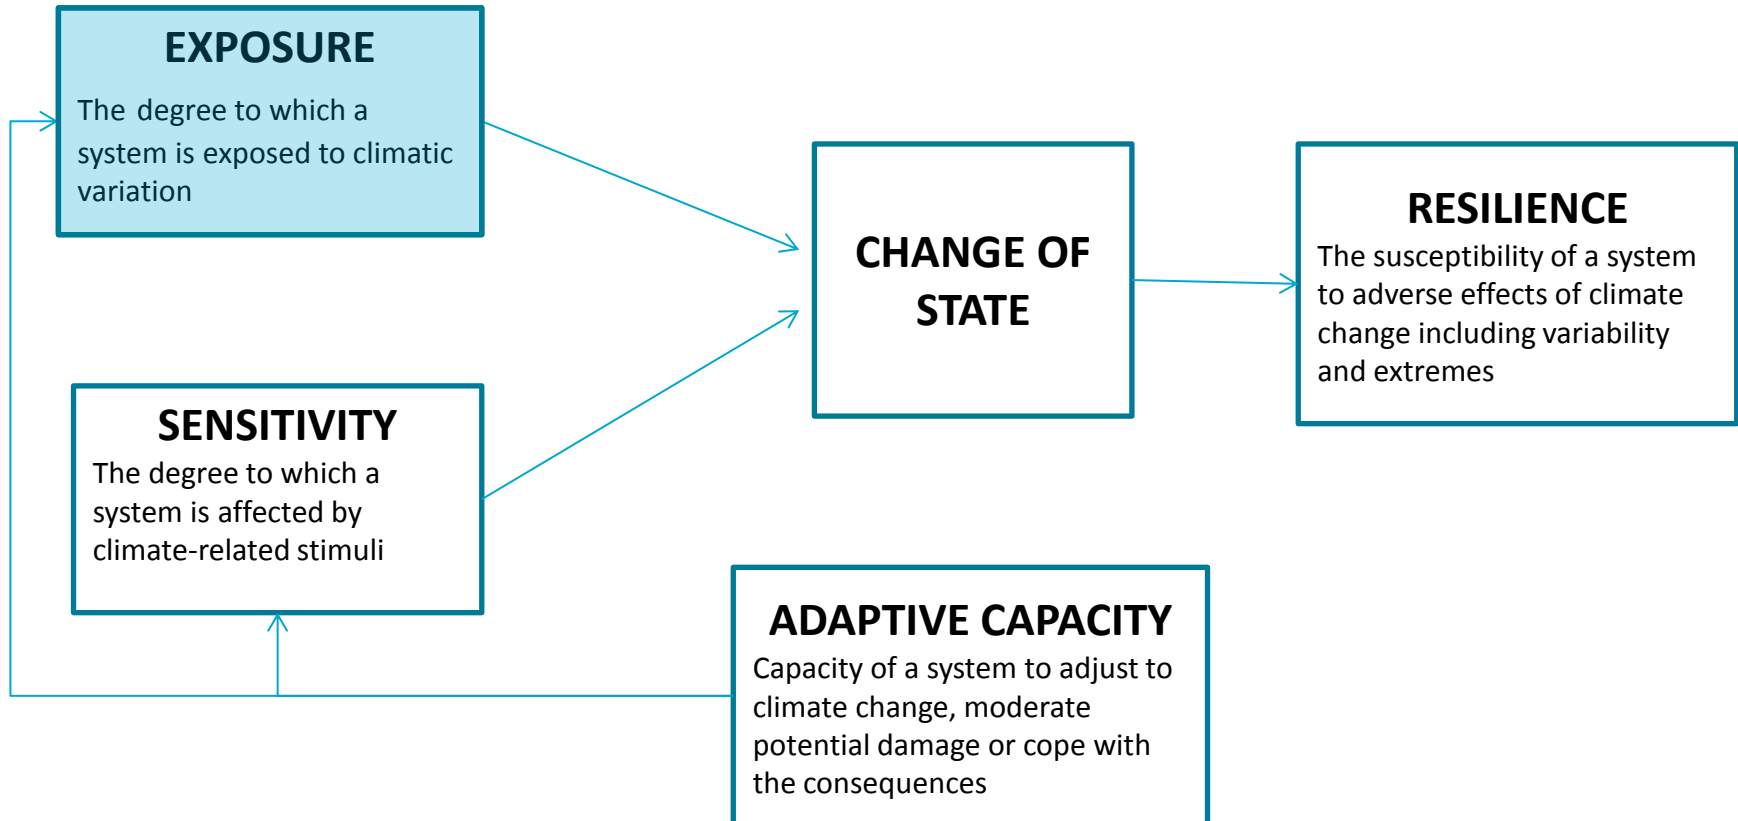 EXPOSURE
The degree to which a
system is exposed to climatic
variation
SENSITIVITY
The degree to which a
system is affected by
climate-related stimuli
CHANGE OF
STATE
RESILIENCE
The susceptibility of a system
to adverse effects of climate
change including variability
and extremes
ADAPTIVE CAPACITY
Capacity of a system to adjust to
climate change, moderate
potential damage or cope with
the consequences